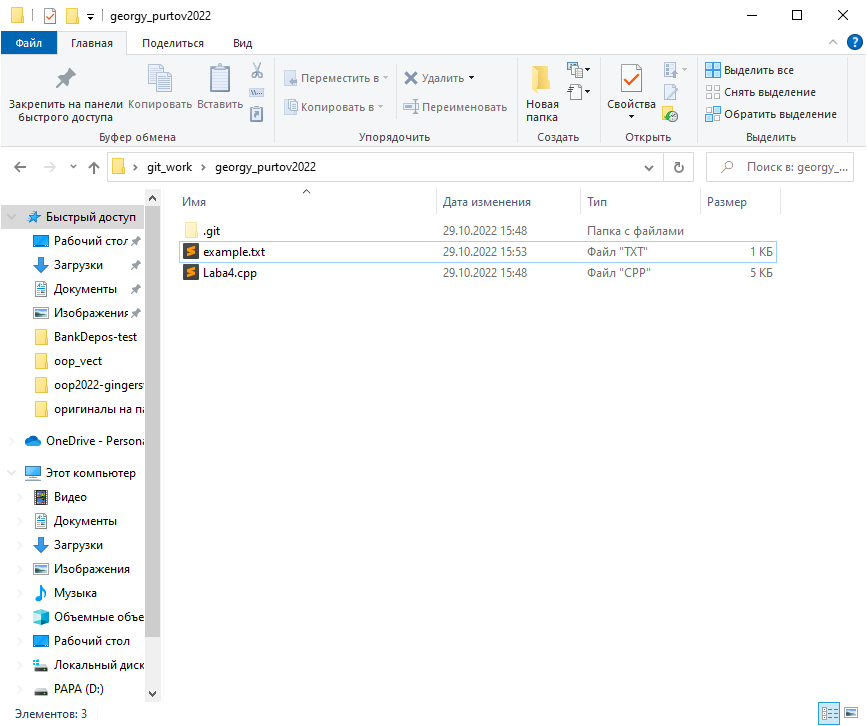 georgy_purtov2022
Файл Главная Поделиться Вид
Закрепить на панели быстрого доступа
Копировать
Вставить
Буфер обмена
Переместить в
Копировать в
Удалить
Переименовать
Упорядочить
Новая папка
Создать
Свойства
Открыть
Выделить все
Снять выделение
Обратить выделение
Выделить
git_work georgy_purtov2022
Поиск в: georgy_...
Имя Дата изменения Тип Размер
.git 29.10.2022 15:48 Папка с файлами
example.txt 29.10.2022 15:53 Файл "TXT" 1 КБ
Laba4.cpp 29.10.2022 15:48 Файл "CPP" 5 КБ
Быстрый доступ
Рабочий стол
Загрузки
Документы
Изображения
BankDepos-test
oop_vect
oop2022-gingers
оригиналы на па
OneDrive - Persona
Этот компьютер
Видео
Документы
Загрузки
Изображения
Музыка
Объемные объе
Рабочий стол
Локальный диск
PAPA (D:)
Элементов: 3